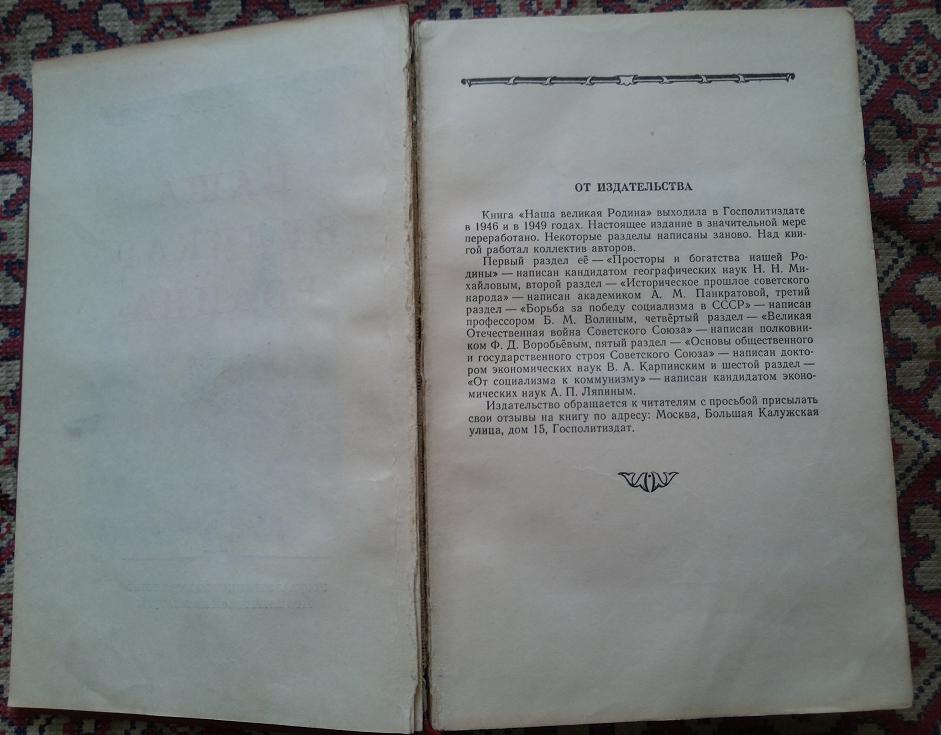 ОТ ИЗДАТЕЛЬСТВА
Книга «Наша великая Родина» выходила в Госполитиздате
в 1946 и в 1949 годах. Настоящее издание в значительной мере
переработано. Некоторые разделы написаны заново. Над кни-
гой работал коллектив авторов.
Первый раздел её — «Просторы и богатства нашей Ро-
дины» — написан кандидатом географических наук Н. Н. Ми-
хайловым, второй раздел — «Историческое прошлое советского
народа» — написан академиком А. М. Панкратовой, третий
раздел — «Борьба за победу социализма в СССР» — написан
профессором Б. М. Волиным, четвёртый раздел — «Великая
Отечественная война Советского Союза» — написан полковни-
ком Ф. Д. Воробьёвым, пятый раздел — «Основы общественного
и государственного строя Советского Союза» — написан докто-
ром экономических наук В. А. Карпинским и шестой раздел —
«От социализма к коммунизму» — написан кандидатом эконо-
мических наук А. П. Ляпиным.
Издательство обращается к читателям с просьбой присылать
свои отзывы на книгу по адресу: Москва, Большая Калужская
улица, дом 15, Госполитиздат.